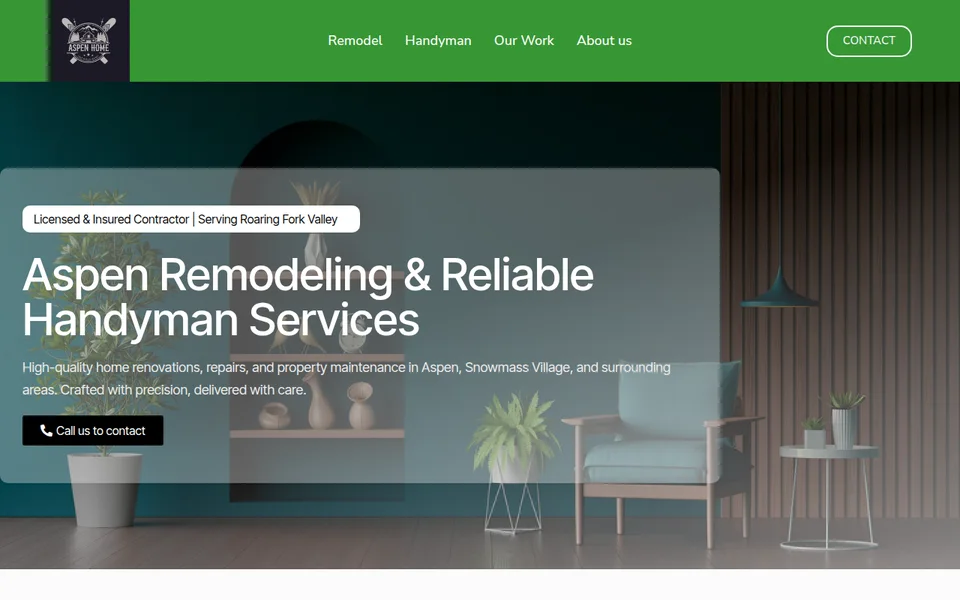 ASPEN HOME
Remodel
Handyman
Our Work
About us
CONTACT
Licensed & Insured Contractor | Serving Roaring Fork Valley
Aspen Remodeling & Reliable
Handyman Services
High-quality home renovations, repairs, and property maintenance in Aspen, Snowmass Village, and surrounding
areas. Crafted with precision, delivered with care.
Call us to contact